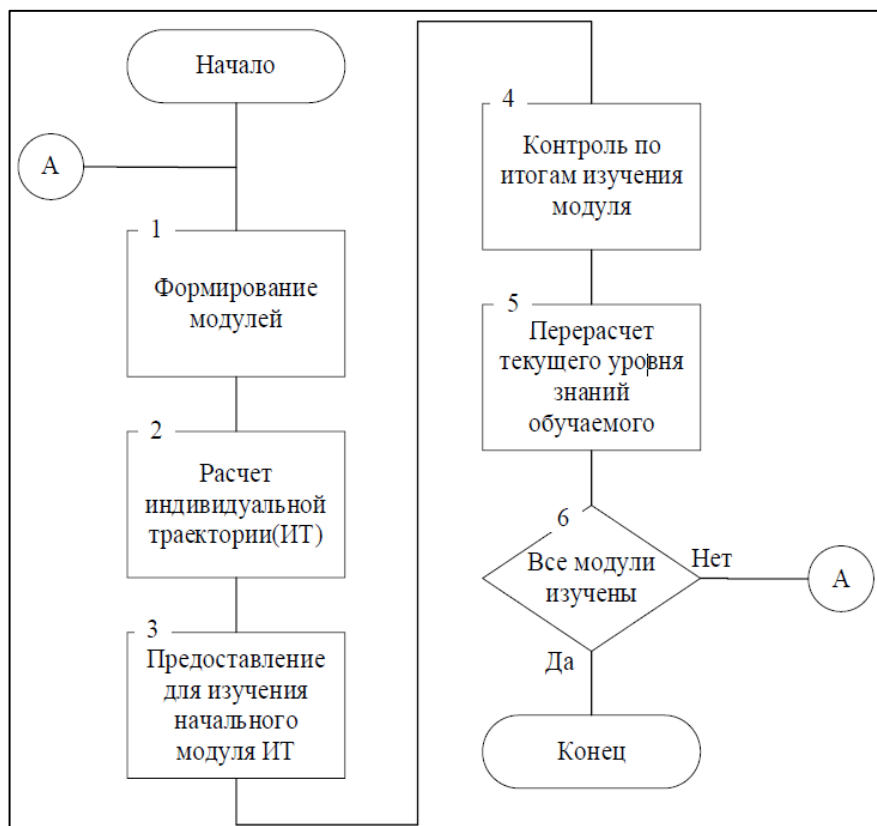 Начало
А
1
Формирование
модулей
2
Расчет
индивидуальной
траектории(ИТ)
3
Предоставление
для изучения
начального
модуля ИТ
4
Контроль по
итогам изучения
модуля
5
Перерасчет
текущего уровня
знаний
обучаемого
6
Все модули
изучены
Нет
А
Да
Конец